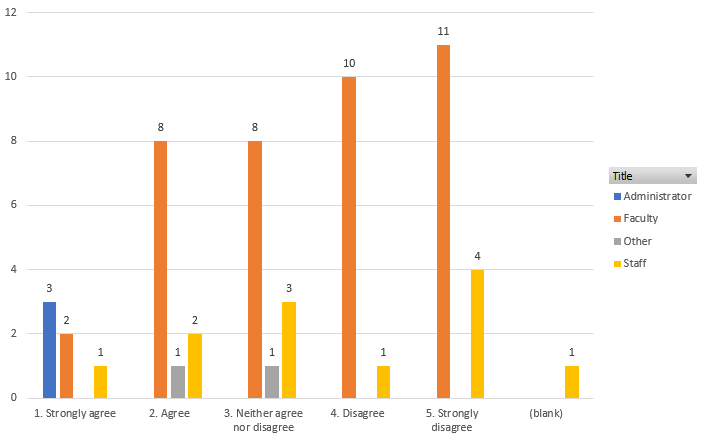 12
10
8
6
4
2
0
3
2
1
8
1
2
8
1
3
10
1
11
4
1
1. Strongly agree
2. Agree
3. Neither agree
nor disagree
4. Disagree
5. Strongly
disagree
(blank)
Title
Administrator
Faculty
Other
Staff